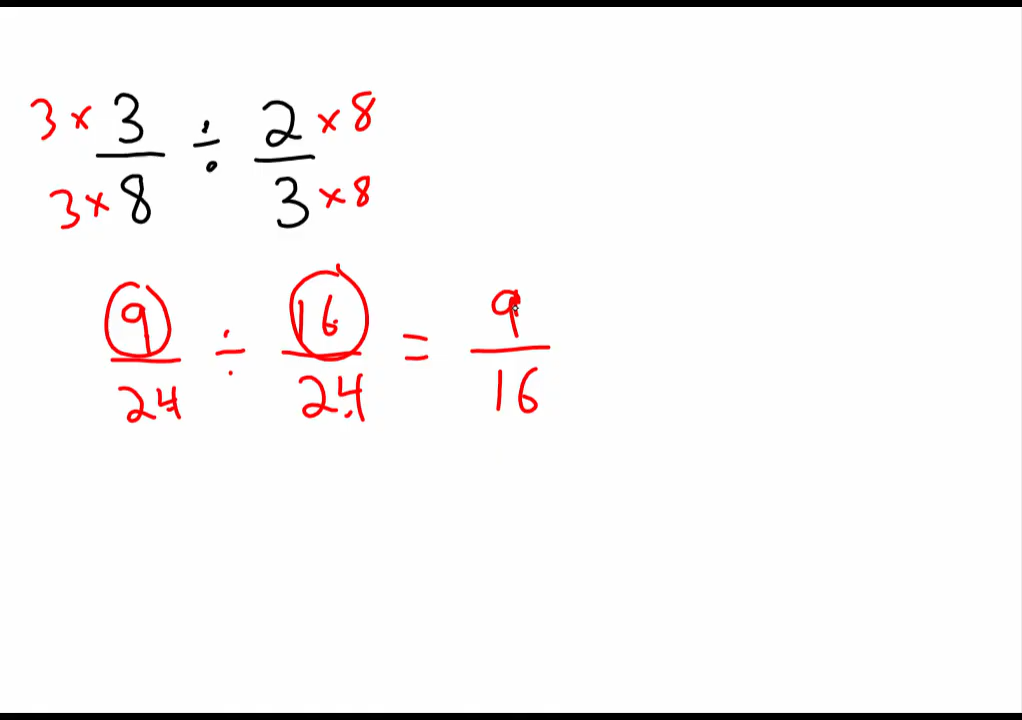 3 × 3/8 × 3 ÷ 2 × 8/3 × 8
9/24 ÷ 16/24 = 9/16